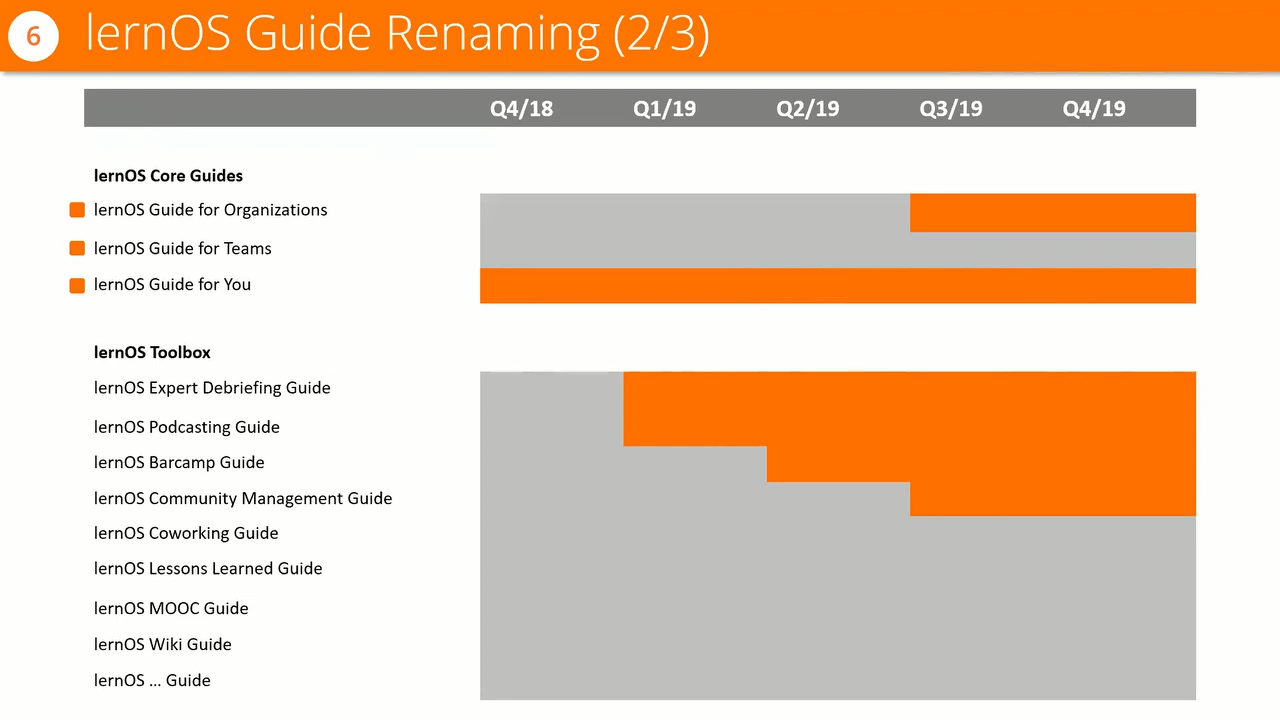 6
lernOS Guide Renaming (2/3)
Q4/18 Q1/19 Q2/19 Q3/19 Q4/19
lernOS Core Guides
lernOS Guide for Organizations
lernOS Guide for Teams
lernOS Guide for You
lernOS Toolbox
lernOS Expert Debriefing Guide
lernOS Podcasting Guide
lernOS Barcamp Guide
lernOS Community Management Guide
lernOS Coworking Guide
lernOS Lessons Learned Guide
lernOS MOOC Guide
lernOS Wiki Guide
lernOS ... Guide